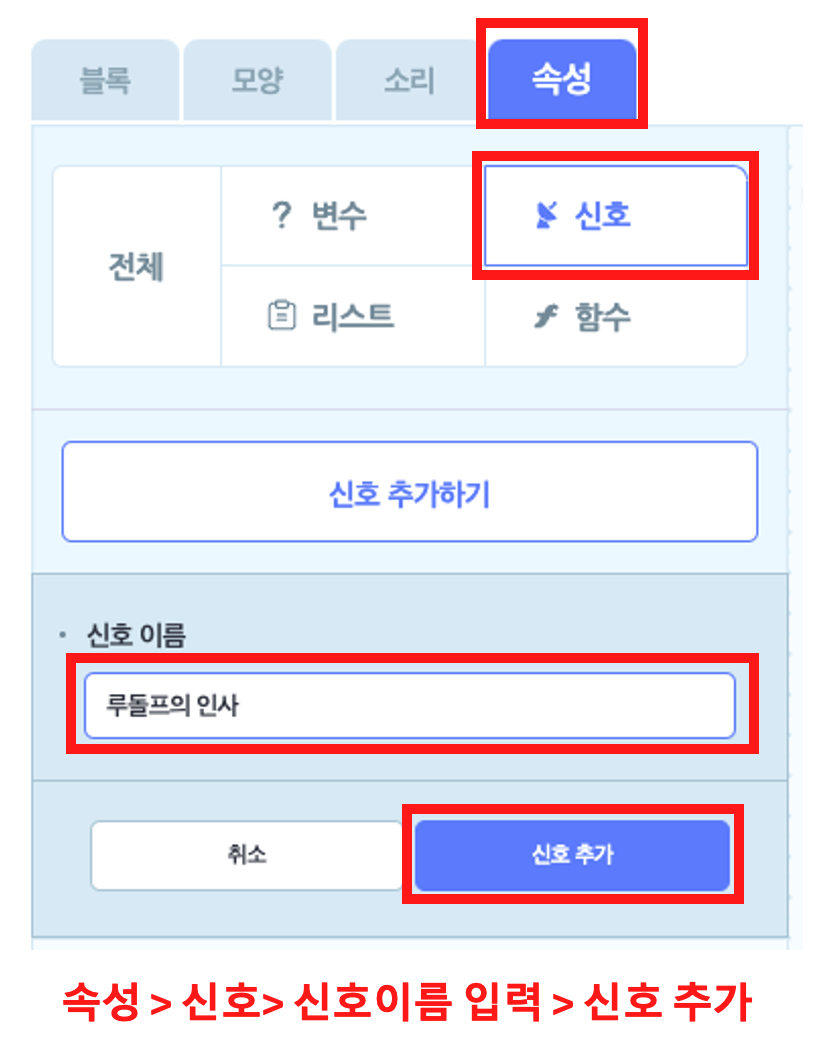 블록 모양 소리 속성
? 변수 신호
전체
리스트 함수
신호 추가하기
· 신호 이름
루돌프의 인사
취소 신호 추가
속성 > 신호> 신호이름 입력 > 신호 추가